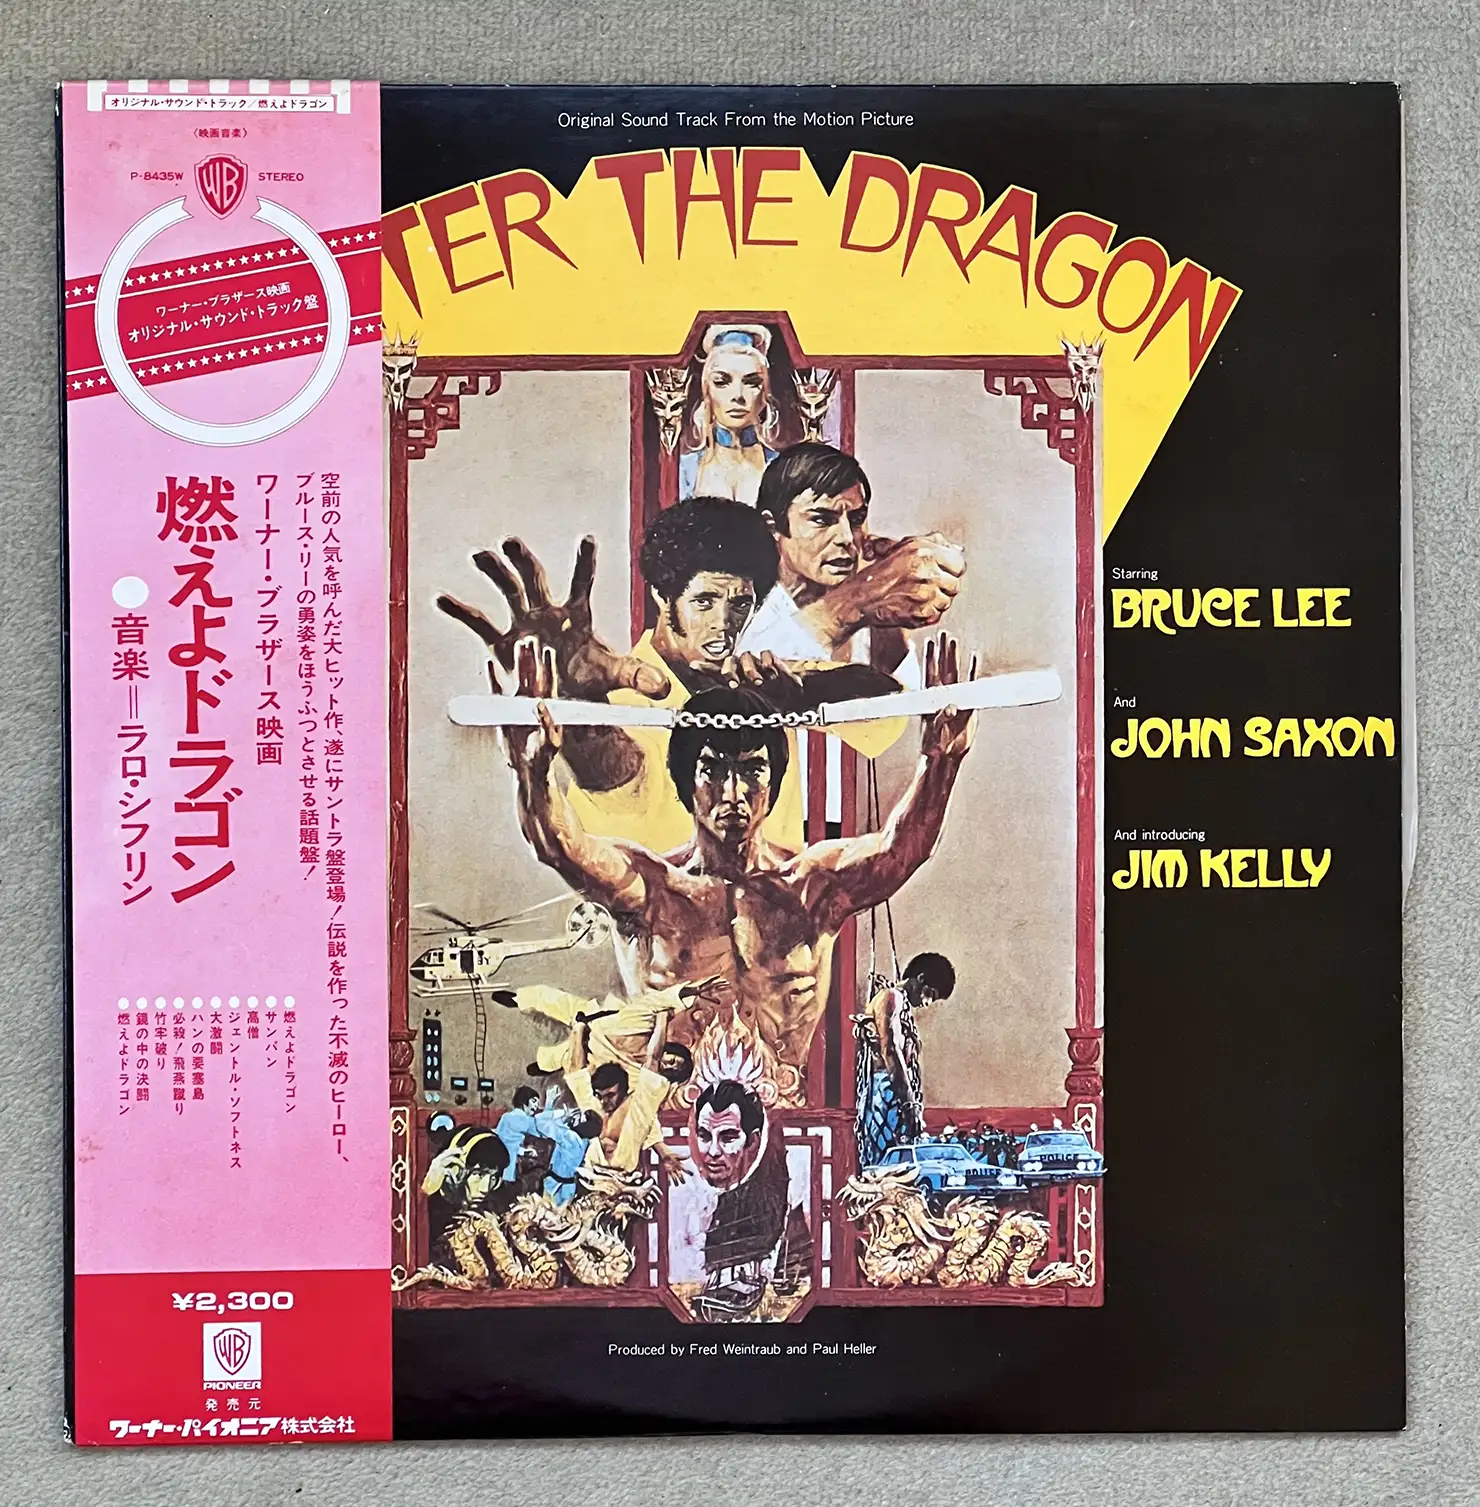 オリジナル・サウンド・トラック／燃えよドラゴン
〈映画音楽〉
P-8435W
WB
STEREO
ワーナー・ブラザース映画
オリジナル・サウンド・トラック盤
空前の人気を呼んだ大ヒット作、遂にサントラ盤登場！伝説を作った不滅のヒーロー、
ブルース・リーの勇姿をほうふつとさせる話題盤！
ワーナー・ブラザース映画
燃えよドラゴン
●音楽＝ラロ・シフリン
●燃えよドラゴン
●サンパン
●高僧
●ジェントル・ソフトネス
●大激闘
●ハンの要塞島
●必殺！飛燕蹴り
●竹牢破り
●鏡の中の決闘
●燃えよドラゴン
¥2,300
WB
PIONEER
発売元
ワーナー・パイオニア株式会社
Original Sound Track From the Motion Picture
TER THE DRAGON
Starring
BRUCE LEE
And
JOHN SAXON
And introducing
JIM KELLY
POLICE
POLICE
Produced by Fred Weintraub and Paul Heller